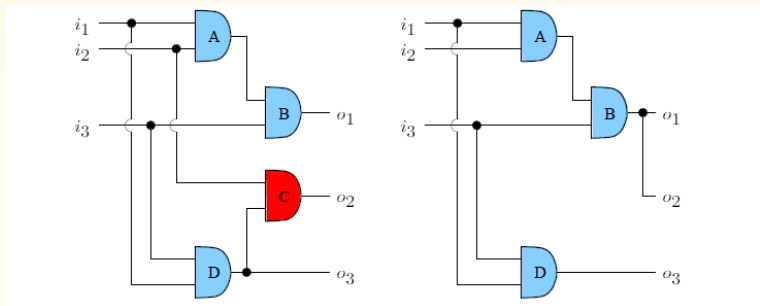 i₁ A i₁ A
i₂ i₂
i₃ B o₁ i₃ B o₁
C o₂ o₂
D o₃ D o₃